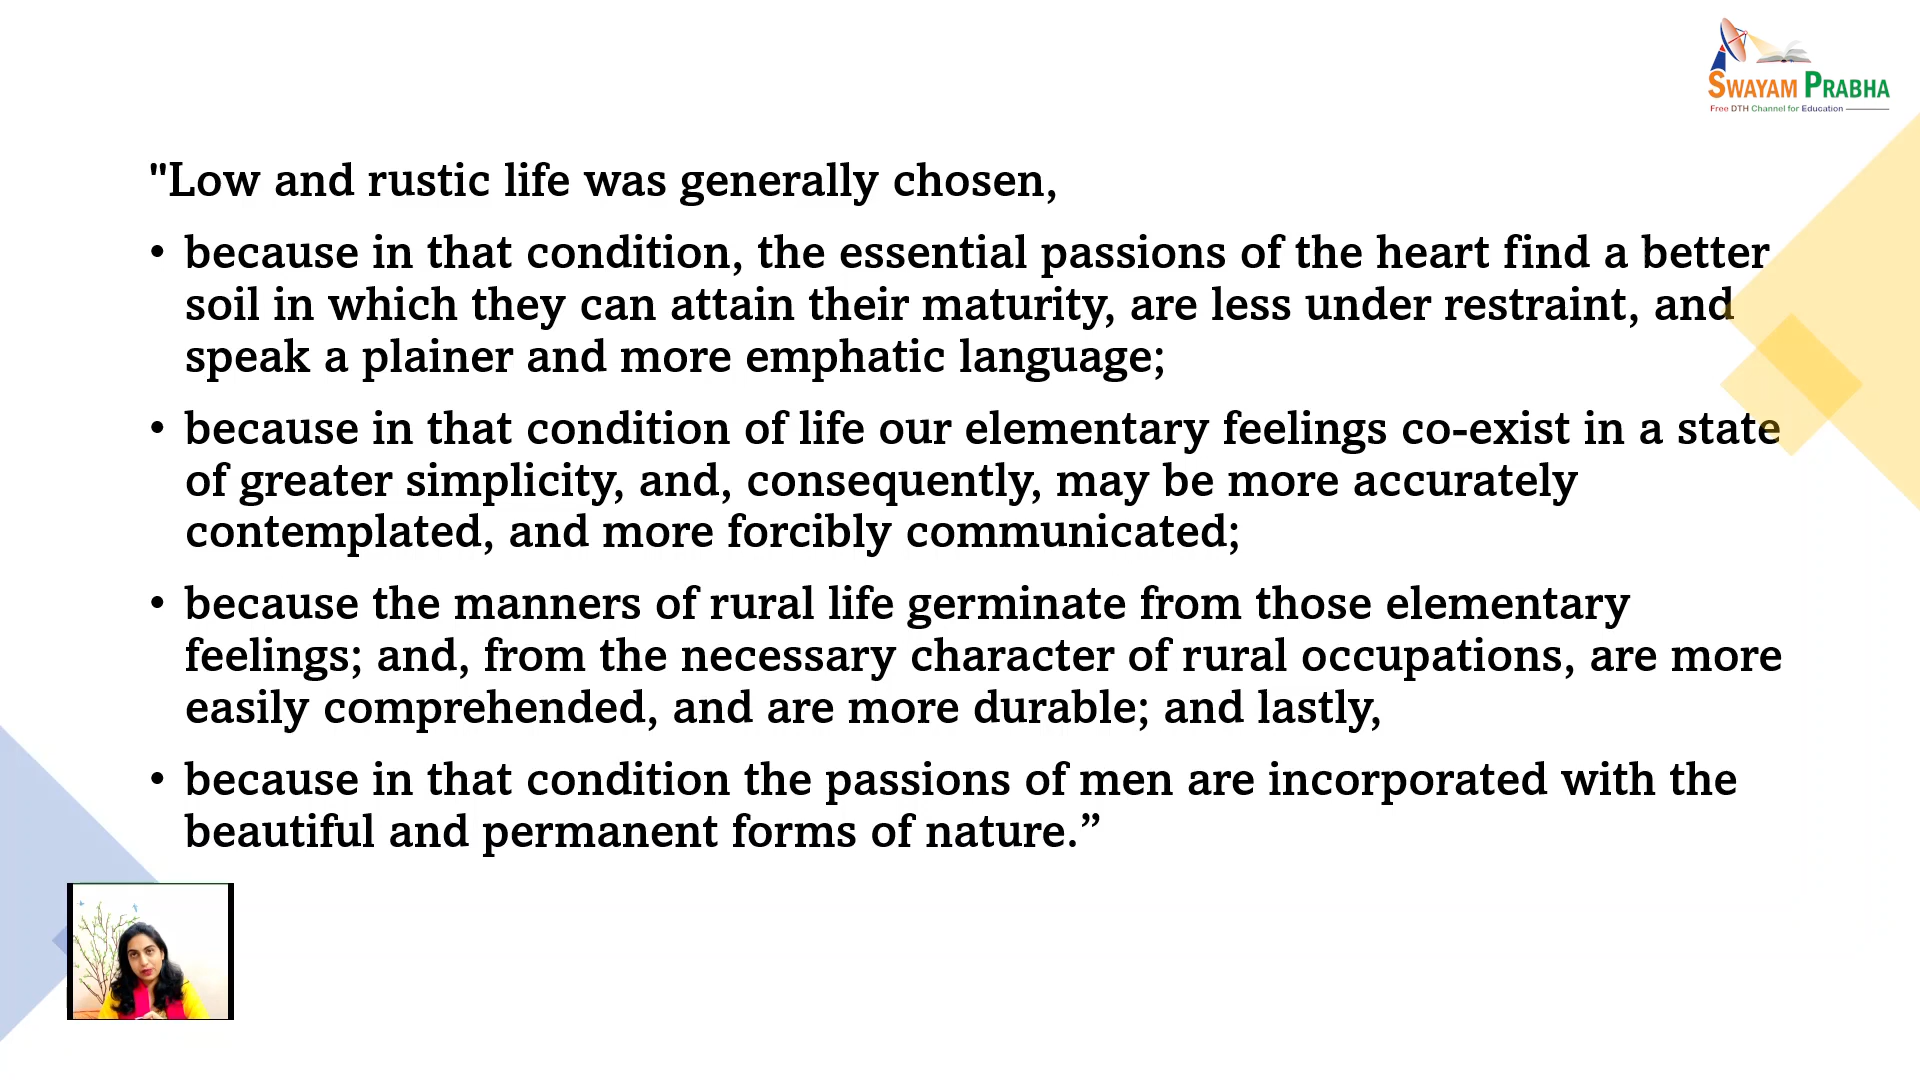 SWAYAM PRABHA
Free DTH Channel for Education
"Low and rustic life was generally chosen,
• because in that condition, the essential passions of the heart find a better
soil in which they can attain their maturity, are less under restraint, and
speak a plainer and more emphatic language;
• because in that condition of life our elementary feelings co-exist in a state
of greater simplicity, and, consequently, may be more accurately
contemplated, and more forcibly communicated;
• because the manners of rural life germinate from those elementary
feelings; and, from the necessary character of rural occupations, are more
easily comprehended, and are more durable; and lastly,
• because in that condition the passions of men are incorporated with the
beautiful and permanent forms of nature.”